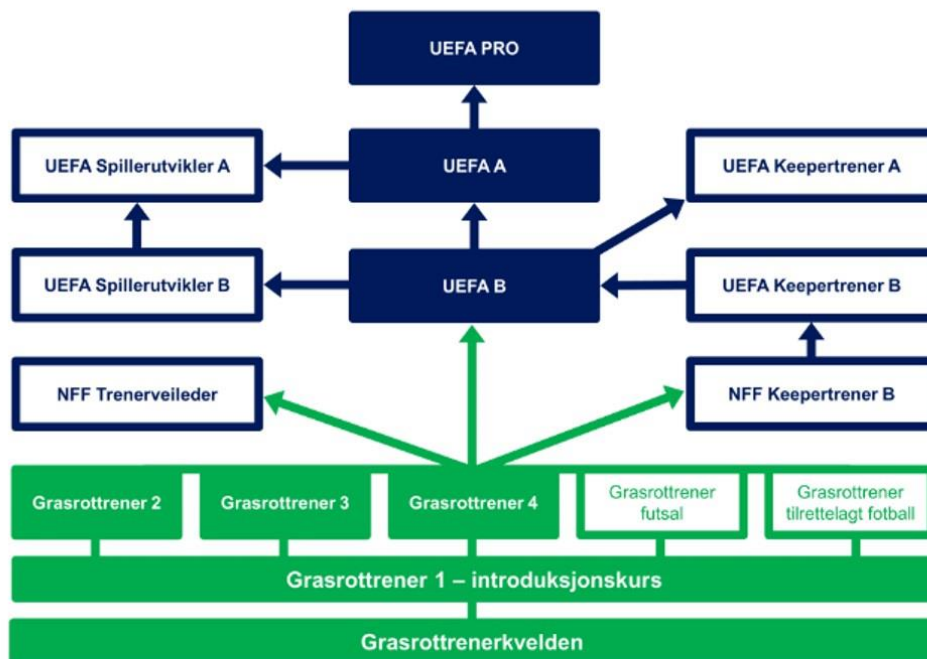 UEFA PRO
UEFA Spillerutvikler A
UEFA A
UEFA Keepertrener A
UEFA Spillerutvikler B
UEFA B
UEFA Keepertrener B
NFF Trenerveileder
NFF Keepertrener B
Grasrottrener 2
Grasrottrener 3
Grasrottrener 4
Grasrottrener
futsal
Grasrottrener
tilrettelagt fotball
Grasrottrener 1 – introduksjonskurs
Grasrottrenerkvelden